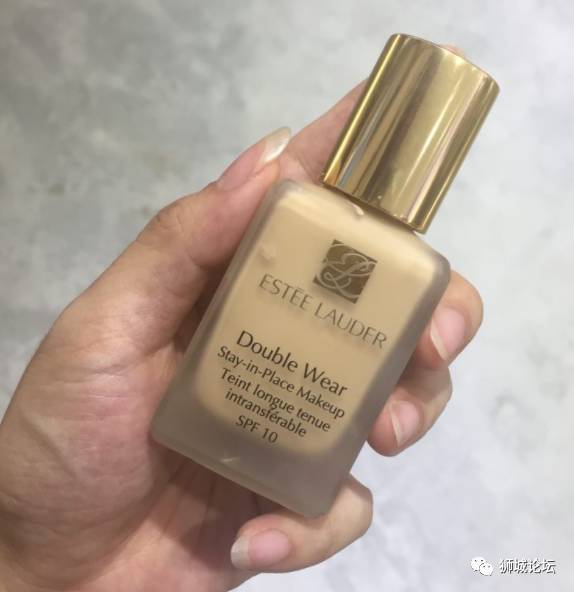 ESTĒE LAUDER
Double Wear
Stay-in-Place Makeup
Teint longue tenue
intransférable
SPF 10
狮城论坛